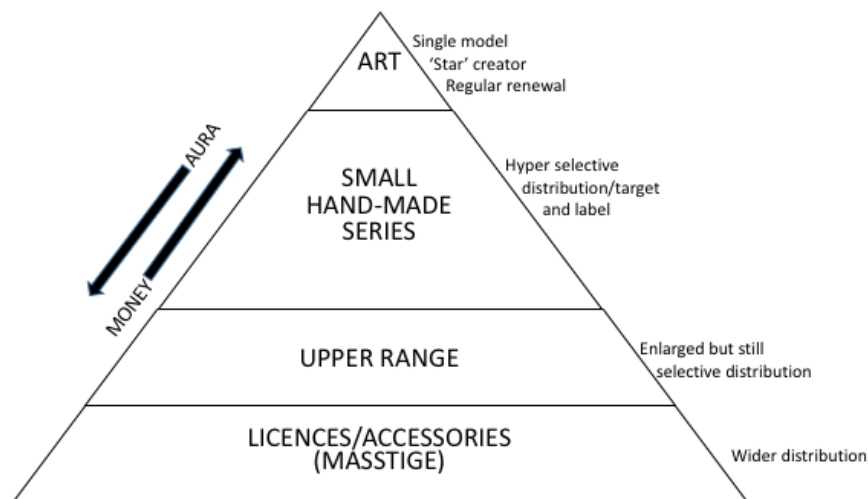 ART
Single model
‘Star’ creator
Regular renewal
AURA
MONEY
SMALL
HAND-MADE
SERIES
Hyper selective
distribution/target
and label
UPPER RANGE
Enlarged but still
selective distribution
LICENCES/ACCESSORIES
(MASSTIGE)
Wider distribution